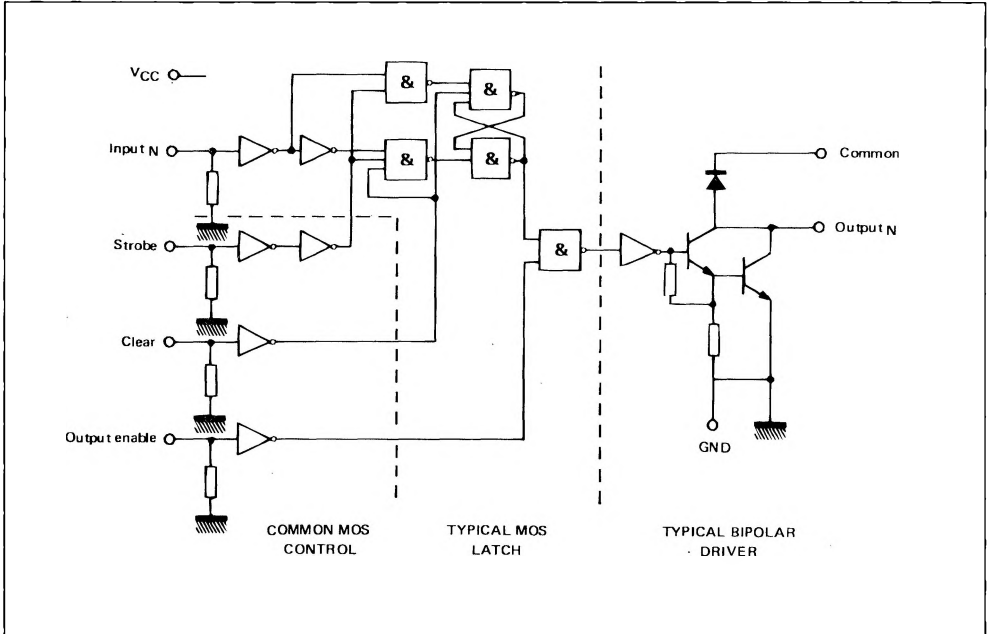 VCC
&
&
Input N
&
&
Common
Strobe
Output N
&
Clear
Output enable
GND
COMMON MOS
CONTROL
TYPICAL MOS
LATCH
TYPICAL BIPOLAR
DRIVER